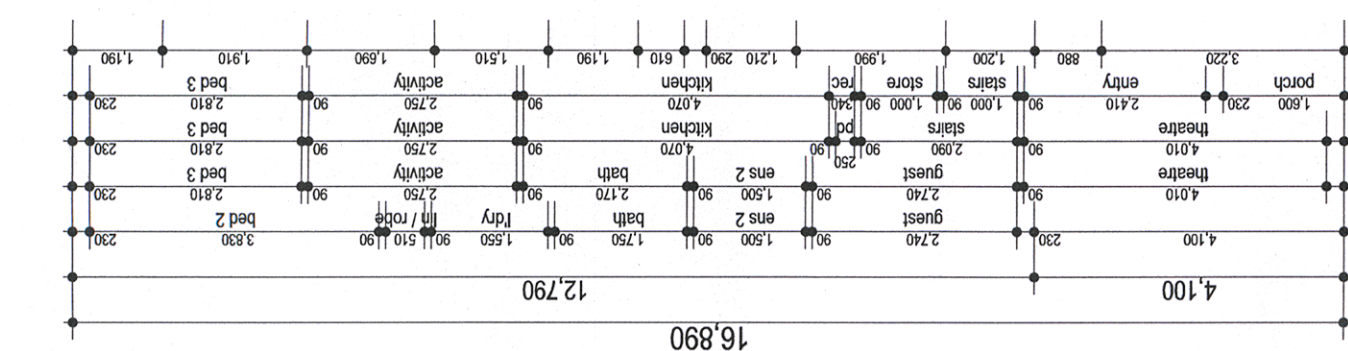 16,890
4,100 12,790
4,100 230 2,740 90 1,500 90 1,750 90 1,550 90 510 90 3,830 230
guest ens 2 bath l'dry lin / robe bed 2
4,010 90 2,740 90 1,500 90 2,170 90 2,750 90 2,810 230
theatre guest ens 2 bath activity bed 3
4,010 90 2,090 90 250 90 4,070 90 2,750 90 2,810 230
theatre stairs pd kitchen activity bed 3
1,600 230 2,410 90 1,000 90 1,000 90 340 4,070 90 2,750 90 2,810 230
porch entry stairs store rec kitchen activity bed 3
3,220 880 1,200 1,990 1,210 290 610 1,190 1,510 1,690 1,910 1,190